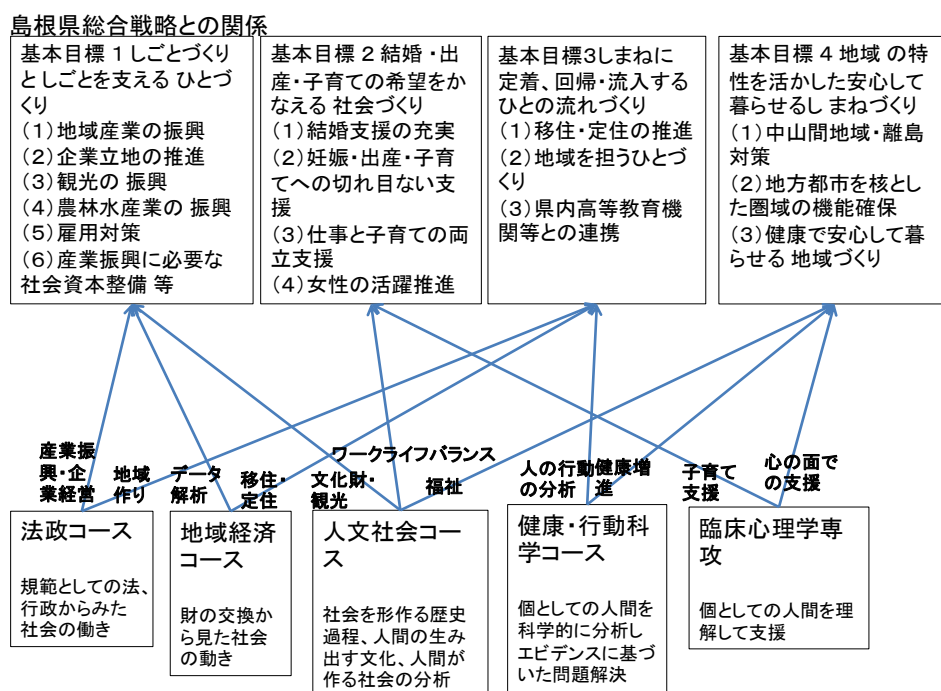 島根県総合戦略との関係
基本目標 1 しごとづくり
としごとを支える ひとづ
くり
（1）地域産業の振興
（2）企業立地の推進
（3）観光の 振興
（4）農林水産業の 振興
（5）雇用対策
（6）産業振興に必要な
社会資本整備 等
基本目標 2 結婚 ・出
産・子育ての希望をか
なえる 社会づくり
（1）結婚支援の充実
（2）妊娠・出産・子育
てへの切れ目ない支
援
（3）仕事と子育ての両
立支援
（4）女性の活躍推進
基本目標3しまねに
定着、回帰・流入する
ひとの流れづくり
（1）移住・定住の推進
（2）地域を担うひとづ
くり
（3）県内高等教育機
関等との連携
基本目標 4 地域 の特
性を活かした安心して
暮らせるし まねづくり
（1）中山間地域・離島
対策
（2）地方都市を核とし
た圏域の機能確保
（3）健康で安心して暮
らせる 地域づくり
産業振
興・企
業経営
地域
作り
データ
解析
移住・
定住
ワークライフバランス
文化財・
観光
福祉
人の行動
の分析
健康増
進
子育て
支援
心の面で
の支援
法政コース
規範としての法、
行政からみた
社会の働き
地域経済
コース
財の交換か
ら見た社会
の動き
人文社会コー
ス
社会を形作る歴史
過程、人間の生み
出す文化、人間が
作る社会の分析
健康・行動科
学コース
個としての人間を
科学的に分析し
エビデンスに基づ
いた問題解決
臨床心理学専
攻
個としての人間を理
解して支援